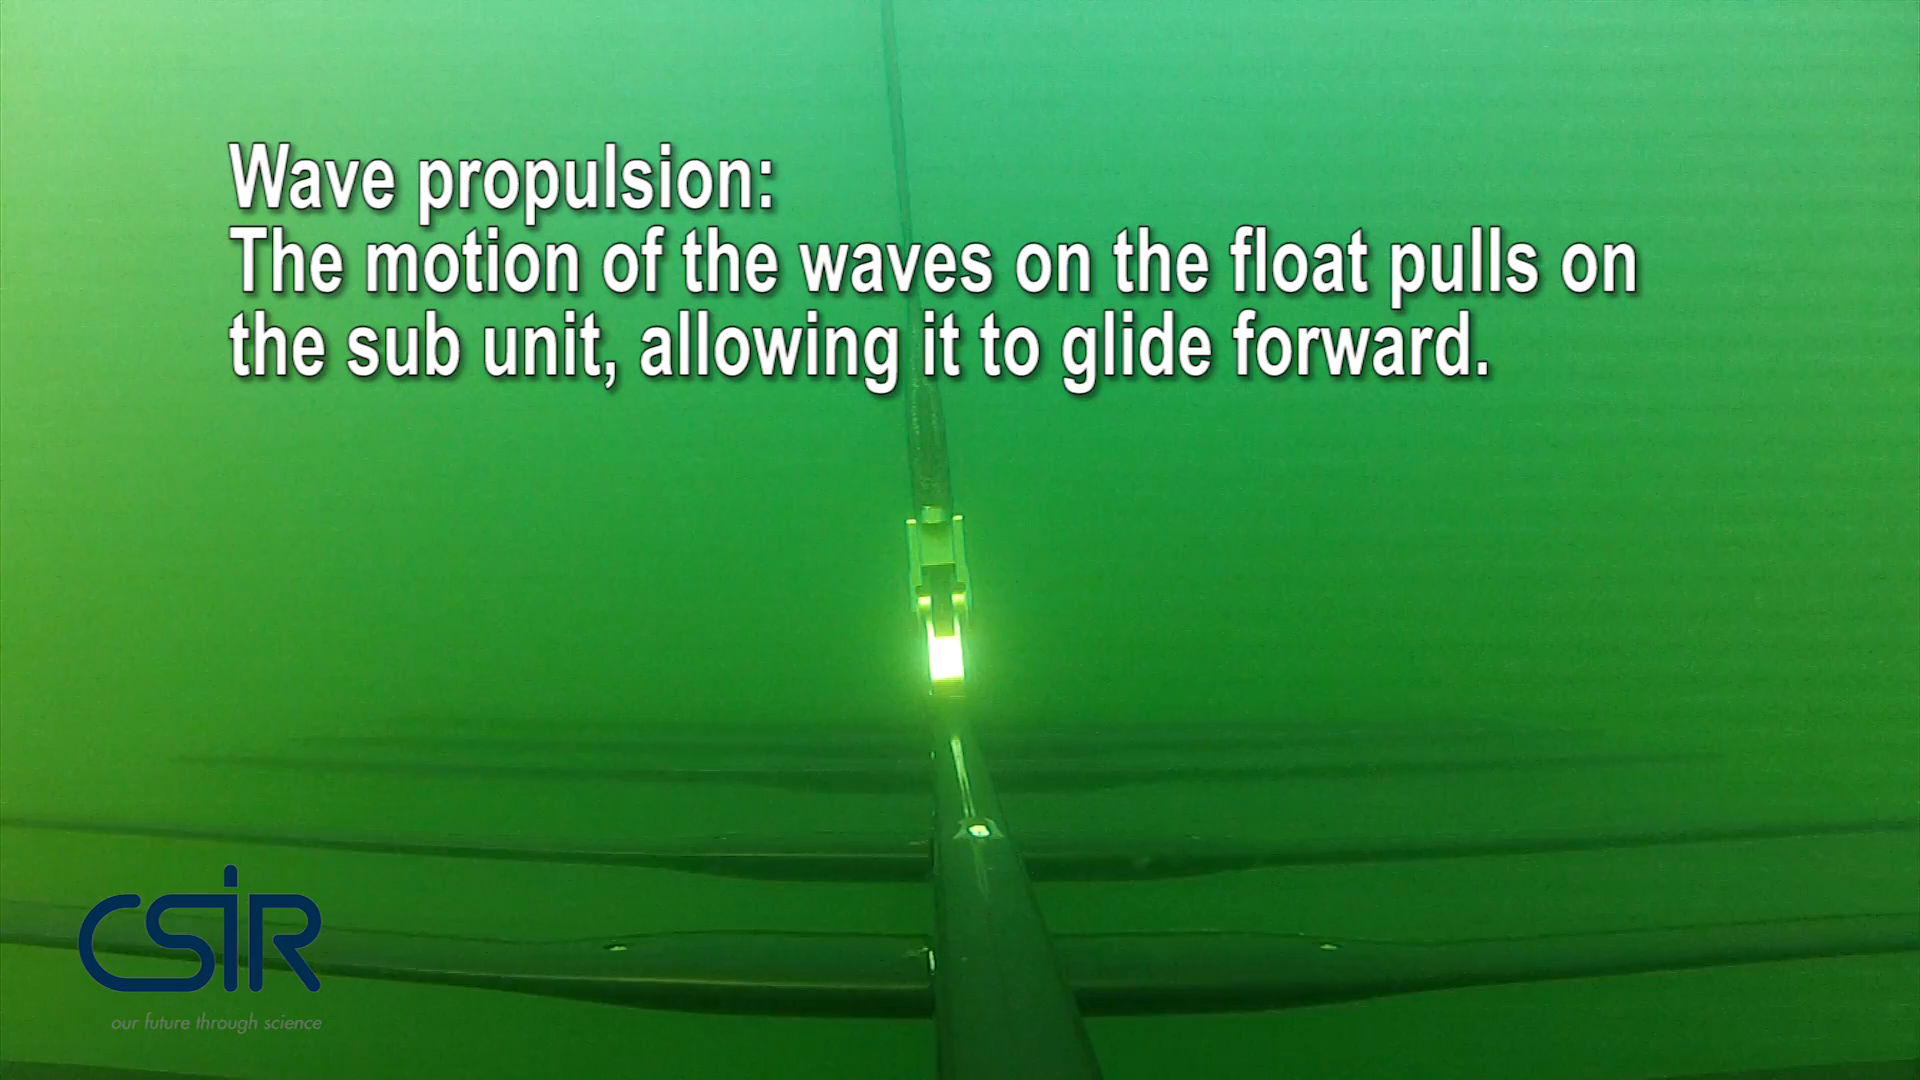 Wave propulsion:
The motion of the waves on the float pulls on
the sub unit, allowing it to glide forward.
CSIR
our future through science